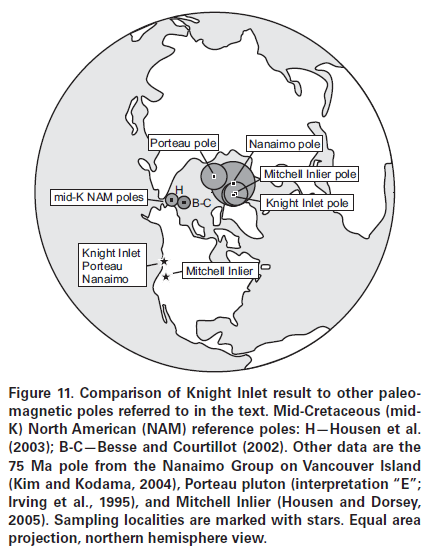 Porteau pole
Nanaimo pole
Mitchell Inlier pole
H
mid-K NAM poles
B-C
Knight Inlet pole
Knight Inlet
Porteau
Nanaimo
Mitchell Inlier
Figure 11. Comparison of Knight Inlet result to other paleo-
magnetic poles referred to in the text. Mid-Cretaceous (mid-
K) North American (NAM) reference poles: H—Housen et al.
(2003); B-C—Besse and Courtillot (2002). Other data are the
75 Ma pole from the Nanaimo Group on Vancouver Island
(Kim and Kodama, 2004), Porteau pluton (interpretation “E”;
Irving et al., 1995), and Mitchell Inlier (Housen and Dorsey,
2005). Sampling localities are marked with stars. Equal area
projection, northern hemisphere view.